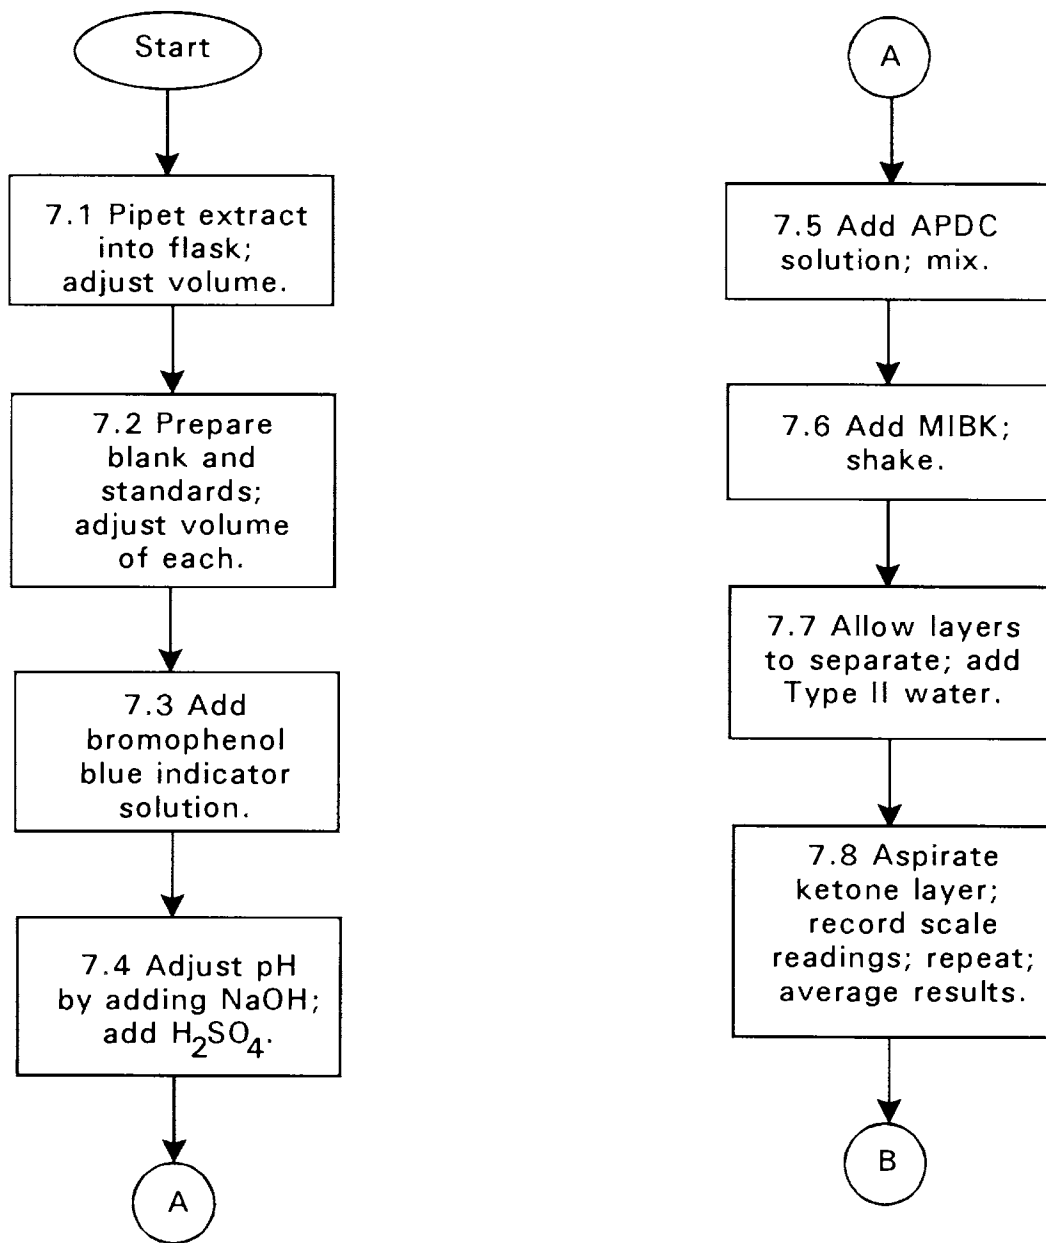 Start
7.1 Pipet extract
into flask;
adjust volume.
7.2 Prepare
blank and
standards;
adjust volume
of each.
7.3 Add
bromophenol
blue indicator
solution.
7.4 Adjust pH
by adding NaOH;
add H₂SO₄.
A
A
7.5 Add APDC
solution; mix.
7.6 Add MIBK;
shake.
7.7 Allow layers
to separate; add
Type II water.
7.8 Aspirate
ketone layer;
record scale
readings; repeat;
average results.
B